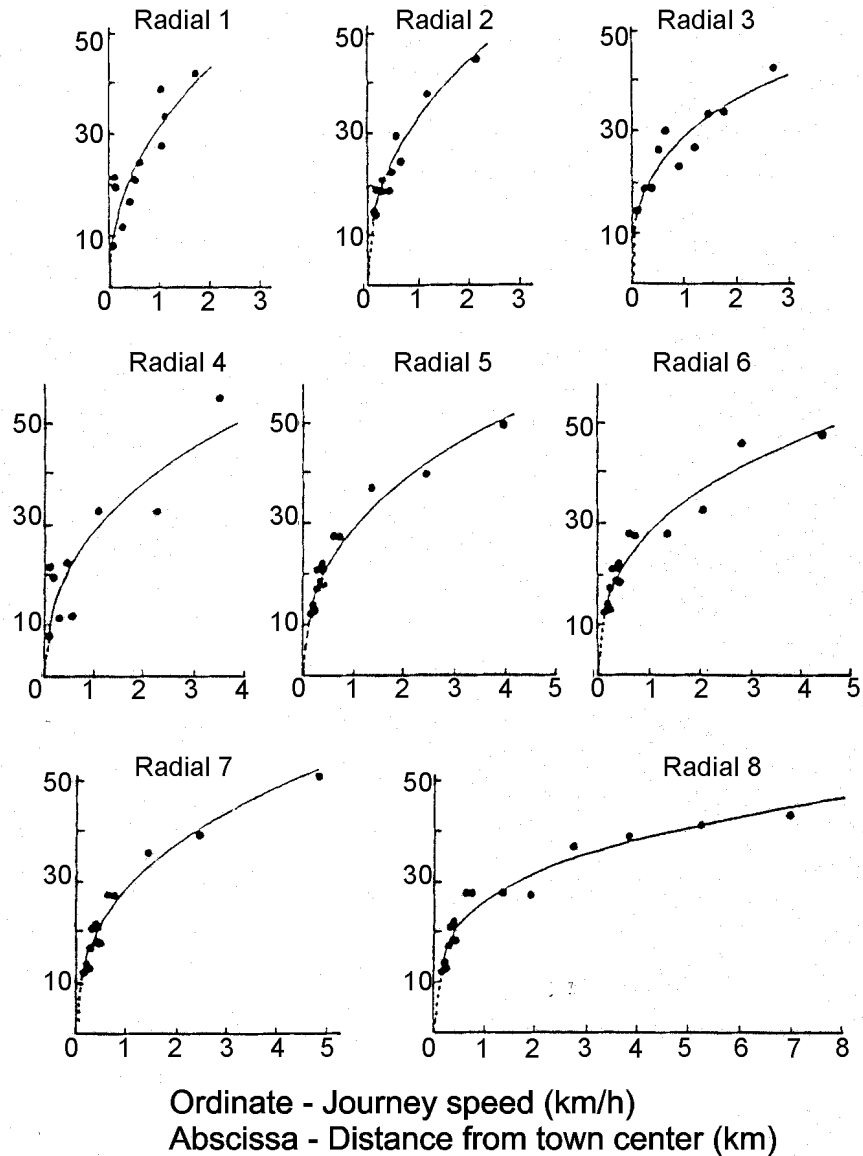 Radial 1 Radial 2 Radial 3
50 50 50
30 30 30
10 10 10
0 1 2 3 0 1 2 3 0 1 2 3
Radial 4 Radial 5 Radial 6
50 50 50
30 30 30
10 10 10
0 1 2 3 4 0 1 2 3 4 5 0 1 2 3 4 5
Radial 7 Radial 8
50 50
30 30
10 10
0 1 2 3 4 5 0 1 2 3 4 5 6 7 8
Ordinate - Journey speed (km/h)
Abscissa - Distance from town center (km)